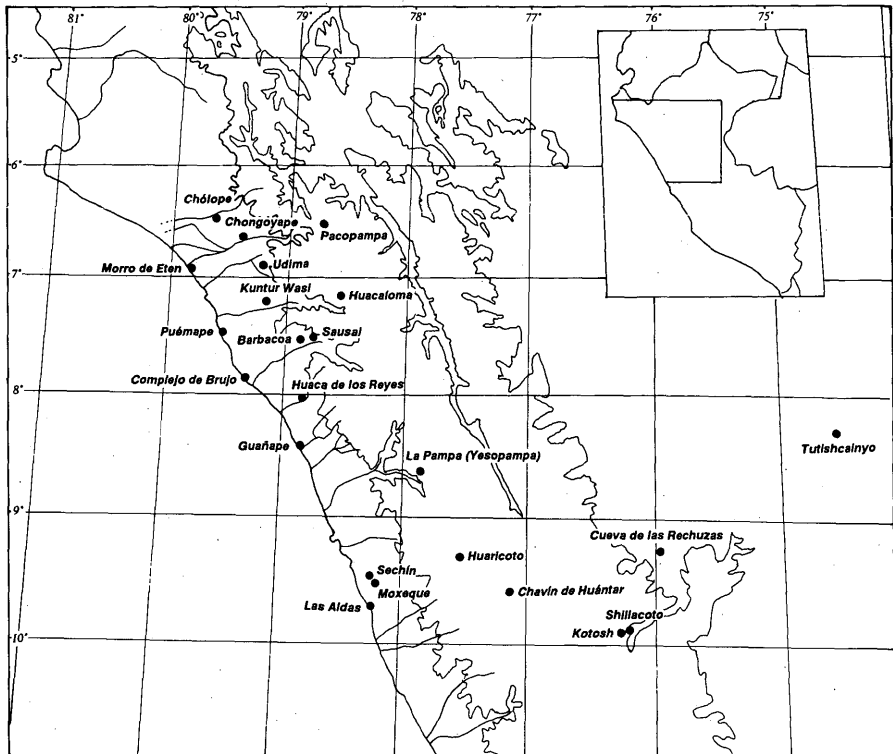 81°
80°
79°
78
77
76°
75°
5°
6°
7°
8°
9°
10°
Chólope
Chongoyape
Pacopampa
Morro de Eten
Udima
Kuntur Wasi
Huacaloma
Puémape
Barbacoa
Sausal
Complejo de Brujo
Huaca de los Reyes
Guañape
La Pampa (Yesopampa)
Tutishcainyo
Cueva de las Rechuzas
Huaricoto
Sechín
Moxeque
Chavín de Huántar
Las Aldas
Shillacoto
Kotosh